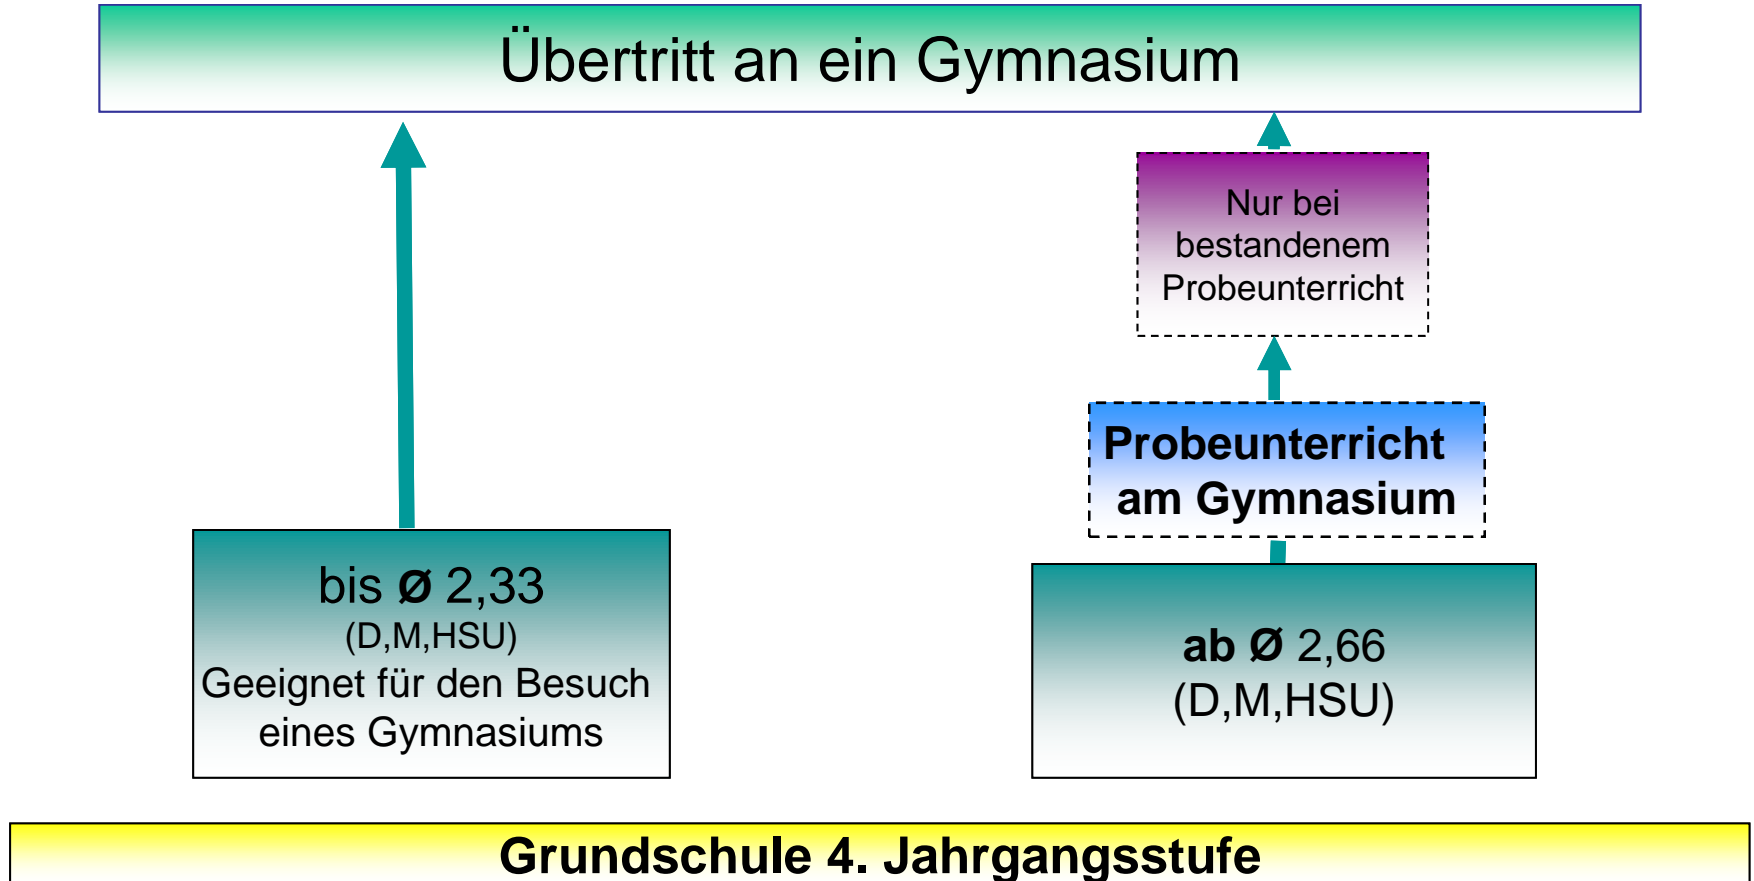 Übertritt an ein Gymnasium
Nur bei
bestandenem
Probeunterricht
Probeunterricht
am Gymnasium
bis Ø 2,33
(D,M,HSU)
Geeignet für den Besuch
eines Gymnasiums
ab Ø 2,66
(D,M,HSU)
Grundschule 4. Jahrgangsstufe